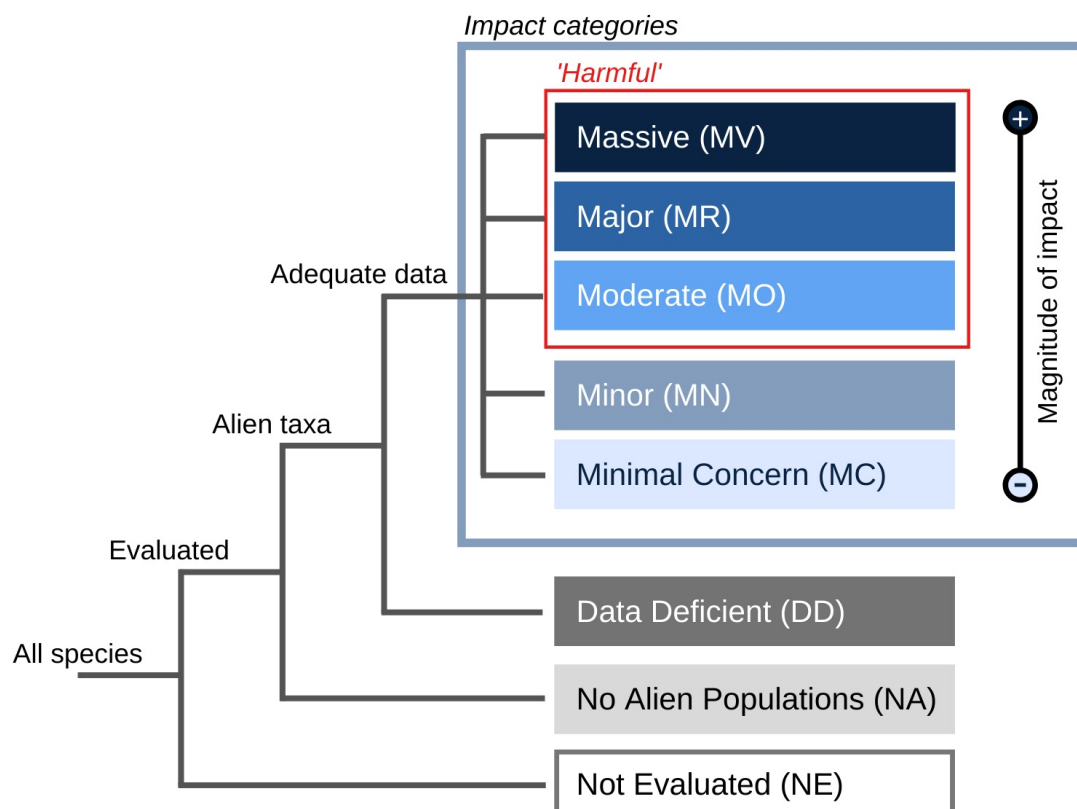 Impact categories
'Harmful'
Massive (MV)
Major (MR)
Moderate (MO)
Minor (MN)
Minimal Concern (MC)
+
Magnitude of impact
-
Adequate data
Alien taxa
Evaluated
All species
Data Deficient (DD)
No Alien Populations (NA)
Not Evaluated (NE)